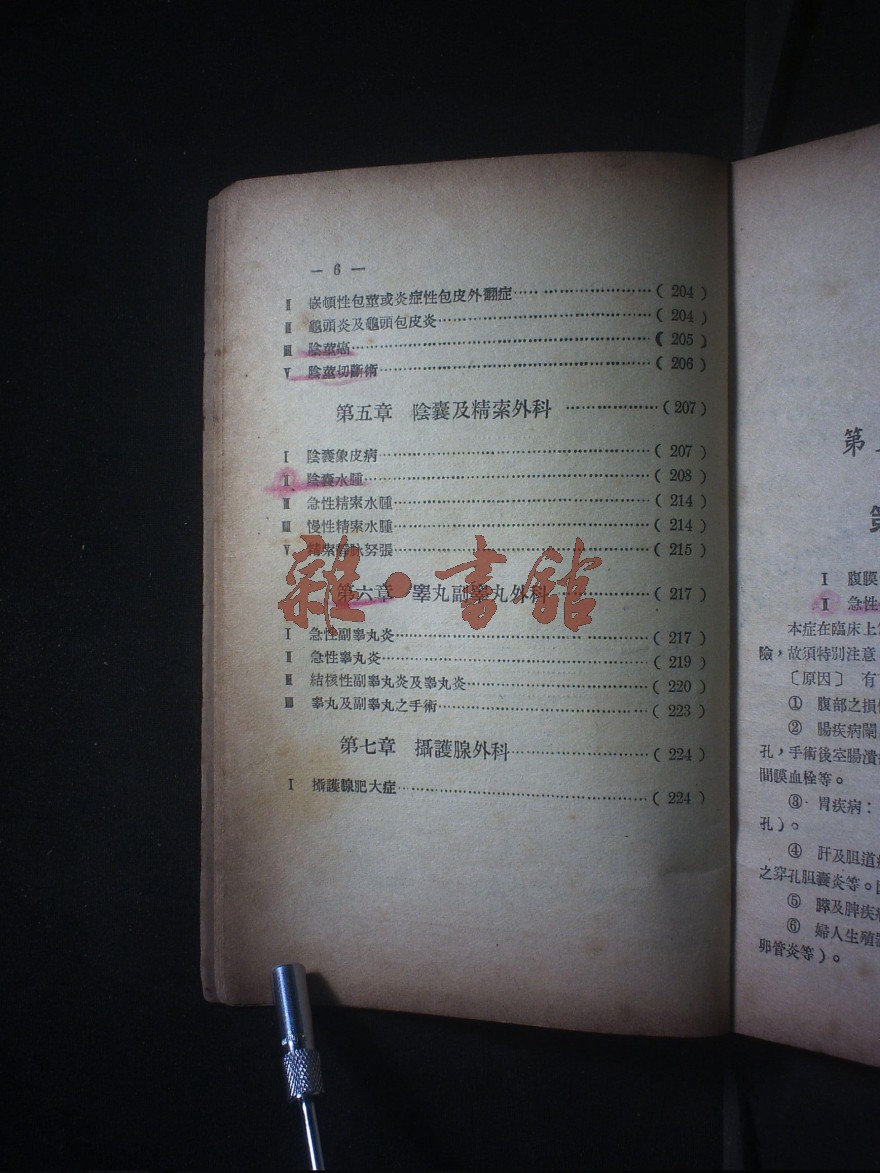 — 6 —
Ⅱ 嵌頓性包莖或炎症性包皮外翻症……………………( 204 )
Ⅲ 龜頭炎及龜頭包皮炎……………………( 204 )
Ⅲ 陰莖癌……………………( 205 )
Ⅴ 陰莖切斷術……………………( 206 )
第五章 陰囊及精索外科 ……………( 207 )
Ⅰ 陰囊象皮病……………………( 207 )
Ⅱ 陰囊水腫……………………( 208 )
Ⅲ 急性精索水腫……………………( 214 )
Ⅲ 慢性精索水腫……………………( 214 )
Ⅴ 精索靜脉努張……………………( 215 )
第六章 睾丸副睾丸外科……………( 217 )
Ⅰ 急性副睾丸炎……………………( 217 )
Ⅱ 急性睾丸炎……………………( 219 )
Ⅲ 結核性副睾丸炎及睾丸炎……………………( 220 )
Ⅲ 睾丸及副睾丸之手術……………………( 223 )
第七章 攝護腺外科……………………( 224 )
Ⅰ 攝護腺肥大症……………………( 224 )
雜·書館
第
Ⅰ 腹膜
Ⅰ 急性
本症在臨床上
險,故須特別注意
〔原因〕 有
① 腹部之損
② 腸疾病闌
孔,手術後室腸潰
間膜血栓等。
③ 胃疾病:
孔)。
④ 肝及胆道
之穿孔胆囊炎等。
⑤ 膵及脾疾
⑥ 婦人生殖
卵管炎等)。